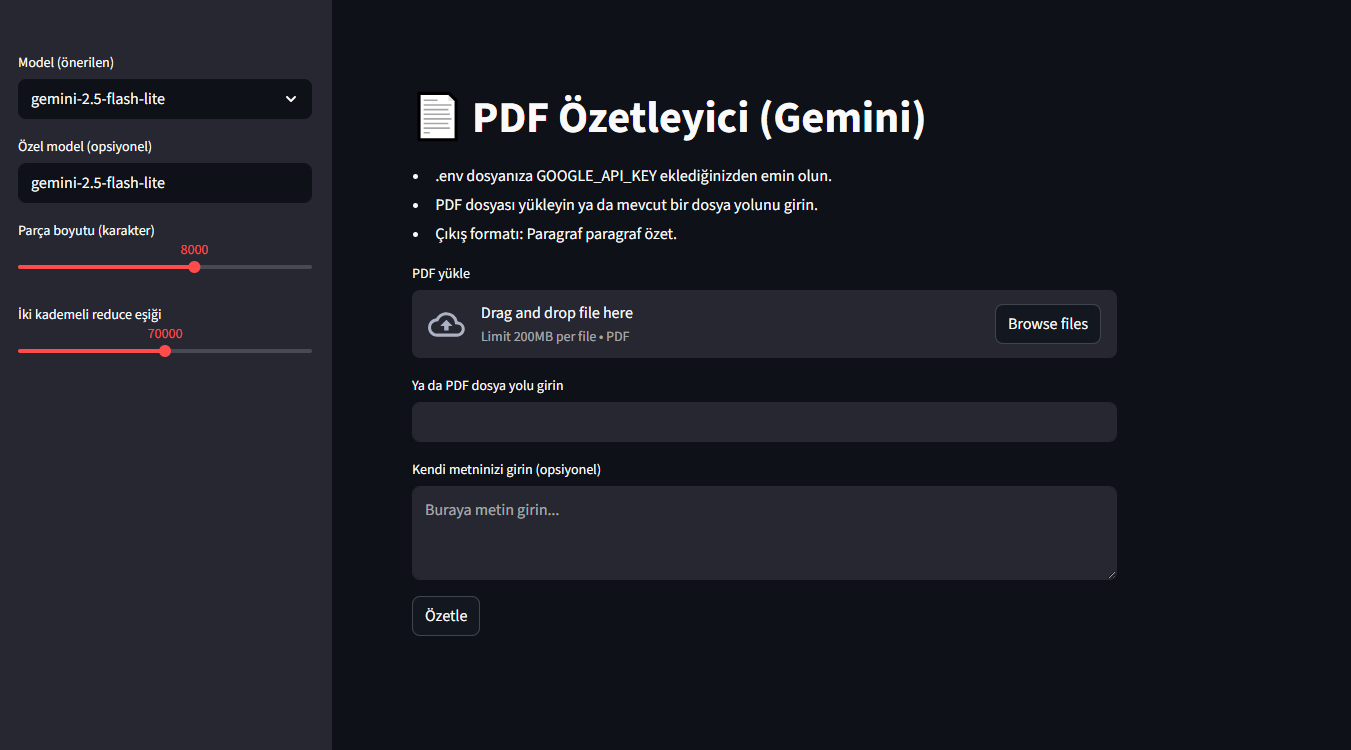 Model (önerilen)
gemini-2.5-flash-lite
Özel model (opsiyonel)
gemini-2.5-flash-lite
Parça boyutu (karakter)
8000
İki kademeli reduce eşiği
70000
PDF Özetleyici (Gemini)
.env dosyanıza GOOGLE_API_KEY eklediğinizden emin olun.
PDF dosyası yükleyin ya da mevcut bir dosya yolunu girin.
Çıkış formatı: Paragraf paragraf özet.
PDF yükle
Drag and drop file here
Limit 200MB per file • PDF
Browse files
Ya da PDF dosya yolu girin
Kendi metninizi girin (opsiyonel)
Buraya metin girin...
Özetle